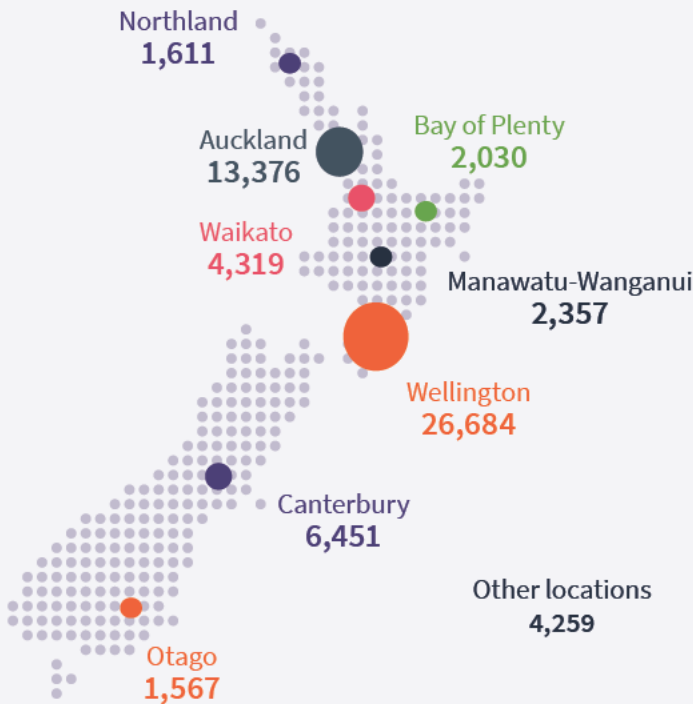 Northland
1,611
Auckland
13,376
Bay of Plenty
2,030
Waikato
4,319
Manawatu-Wanganui
2,357
Wellington
26,684
Canterbury
6,451
Other locations
4,259
Otago
1,567